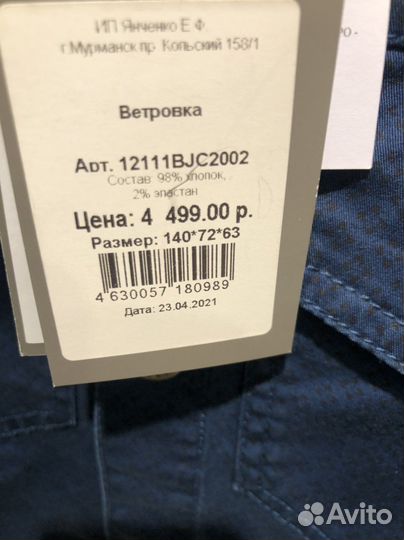 ИП Янченко Е.Ф.
г.Мурманск пр. Кольский 158/1
Ветровка
Арт. 12111BJC2002
Состав: 98% хлопок,
2% эластан
Цена: 4 499.00 р.
Размер: 140*72*63
4 630057 180989
Дата: 23.04.2021
Avito